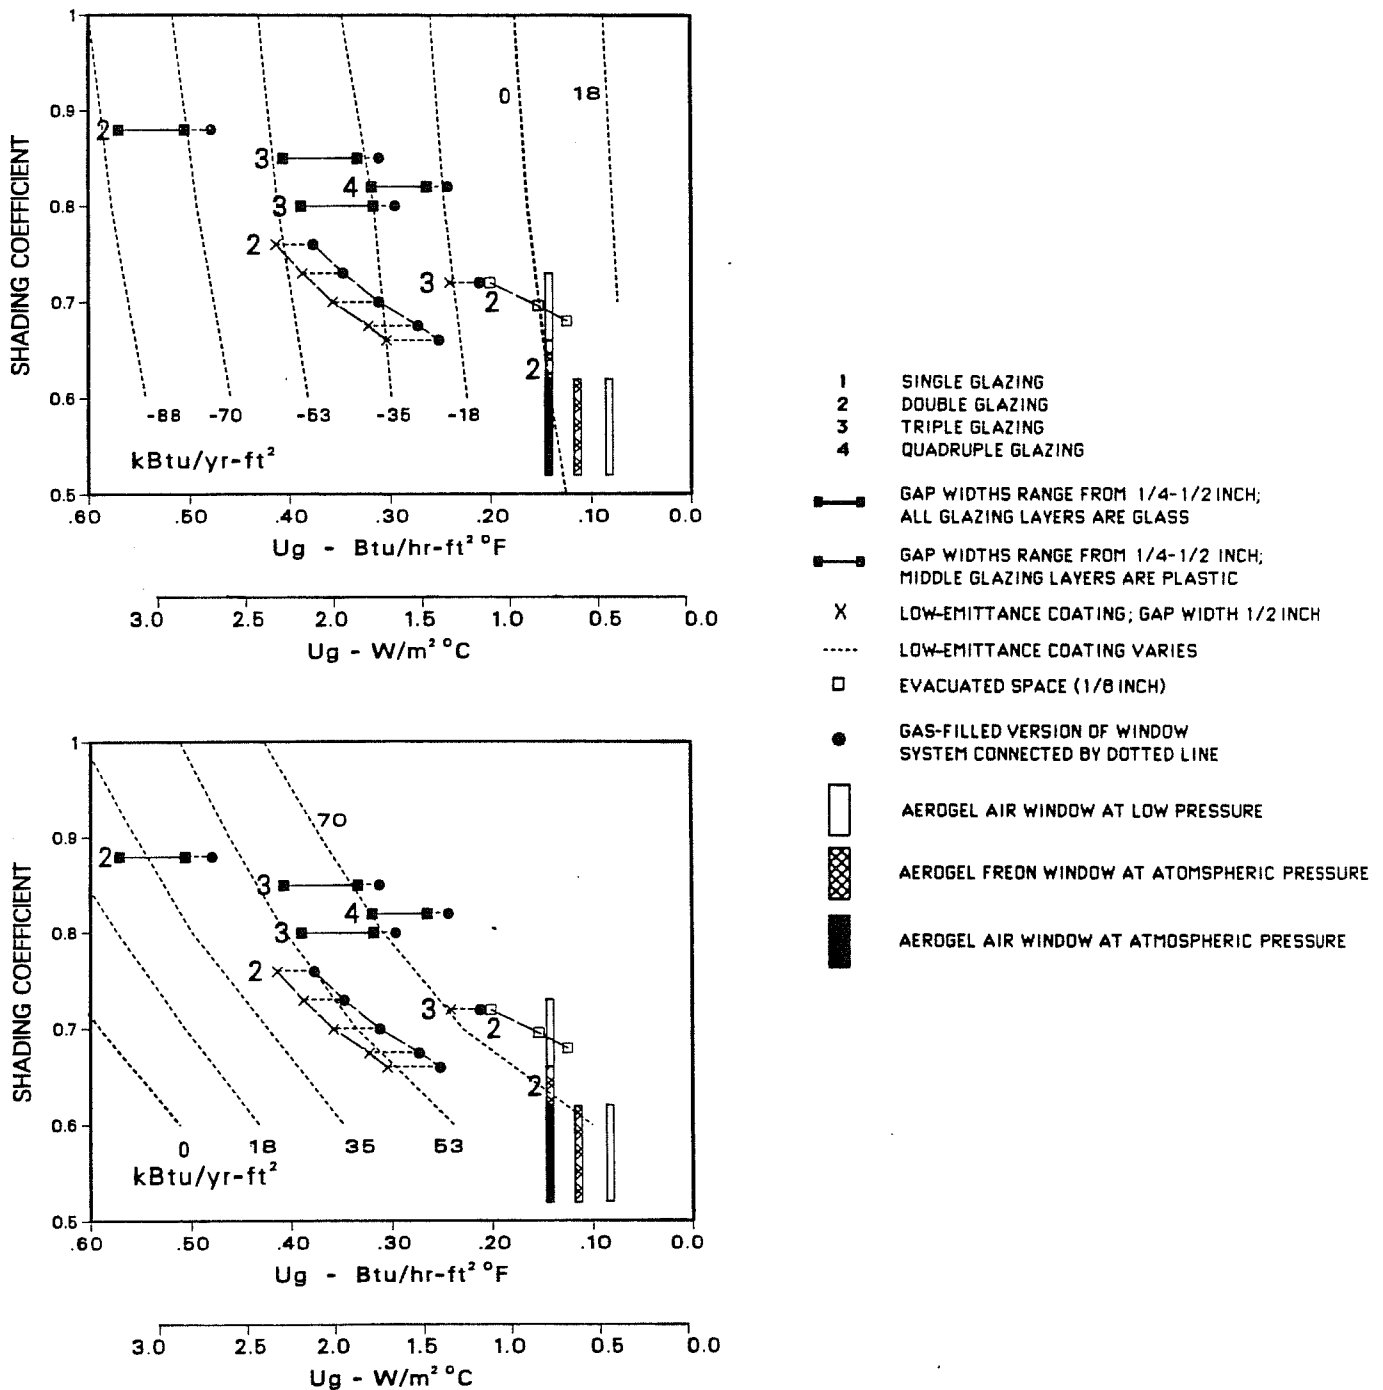 SHADING COEFFICIENT
1
0.9
0.8
0.7
0.6
0.5
0
18
2
3
4
3
2
3
2
2
-88
-70
-53
-35
-18
kBtu/yr-ft²
.60
.50
.40
.30
.20
.10
0.0
Ug - Btu/hr-ft² °F
3.0
2.5
2.0
1.5
1.0
0.5
0.0
Ug - W/m² °C
1 SINGLE GLAZING
2 DOUBLE GLAZING
3 TRIPLE GLAZING
4 QUADRUPLE GLAZING
GAP WIDTHS RANGE FROM 1/4-1/2 INCH;
ALL GLAZING LAYERS ARE GLASS
GAP WIDTHS RANGE FROM 1/4-1/2 INCH;
MIDDLE GLAZING LAYERS ARE PLASTIC
LOW-EMITTANCE COATING; GAP WIDTH 1/2 INCH
LOW-EMITTANCE COATING VARIES
EVACUATED SPACE (1/8 INCH)
GAS-FILLED VERSION OF WINDOW
SYSTEM CONNECTED BY DOTTED LINE
AEROGEL AIR WINDOW AT LOW PRESSURE
AEROGEL FREON WINDOW AT ATOMSPHERIC PRESSURE
AEROGEL AIR WINDOW AT ATMOSPHERIC PRESSURE
SHADING COEFFICIENT
1
0.9
0.8
0.7
0.6
0.5
70
2
3
4
3
2
3
2
2
0
18
35
53
kBtu/yr-ft²
.60
.50
.40
.30
.20
.10
0.0
Ug - Btu/hr-ft² °F
3.0
2.5
2.0
1.5
1.0
0.5
0.0
Ug - W/m² °C